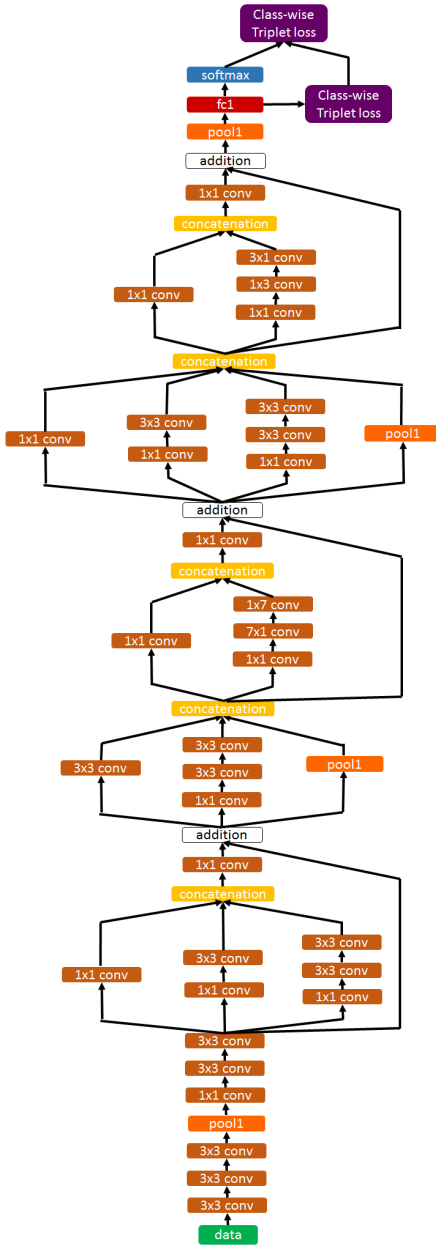 Class-wise
Triplet loss
softmax
Class-wise
Triplet loss
fc1
pool1
addition
1x1 conv
concatenation
3x1 conv
1x3 conv
1x1 conv
1x1 conv
concatenation
3x3 conv
3x3 conv
1x1 conv
3x3 conv
pool1
1x1 conv
1x1 conv
addition
1x1 conv
concatenation
1x7 conv
7x1 conv
1x1 conv
1x1 conv
concatenation
3x3 conv
3x3 conv
3x3 conv
pool1
1x1 conv
addition
1x1 conv
concatenation
3x3 conv
3x3 conv
1x1 conv
3x3 conv
1x1 conv
1x1 conv
3x3 conv
3x3 conv
1x1 conv
pool1
3x3 conv
3x3 conv
3x3 conv
data